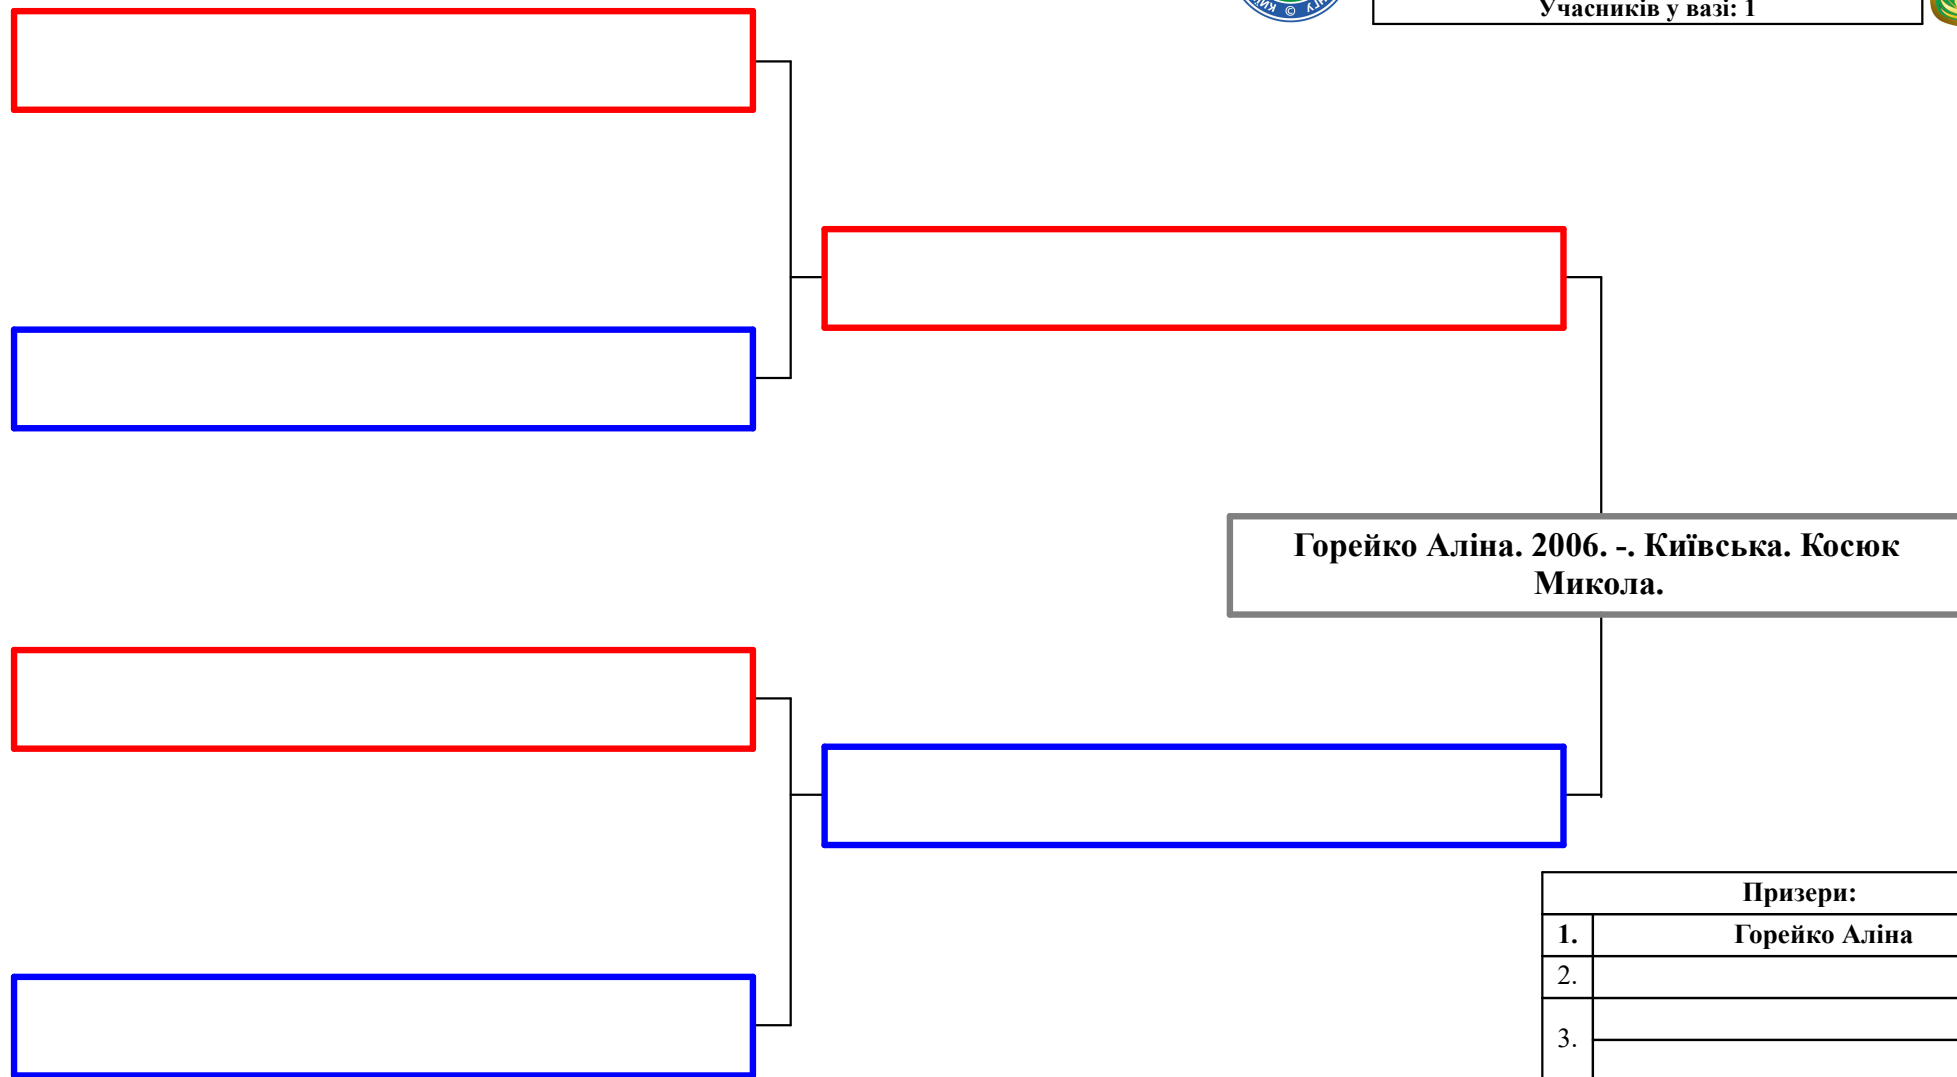 Учасників у вазі: 1
Горейко Аліна. 2006. -. Київська. Косюк
Микола.
Призери:
1. Горейко Аліна
2.
3.